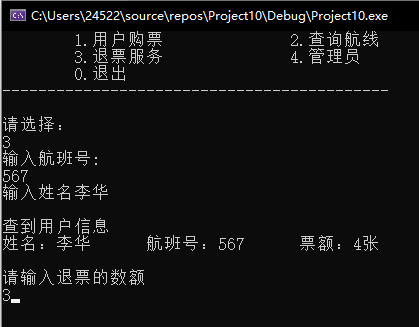 C:\Users\24522\source\repos\Project10\Debug\Project10.exe
1.用户购票 2.查询航线
3.退票服务 4.管理员
0.退出
-------------------------------------------
请选择：
3
输入航班号：
567
输入姓名李华
查到用户信息
姓名：李华 航班号：567 票额：4张
请输入退票的数额
3